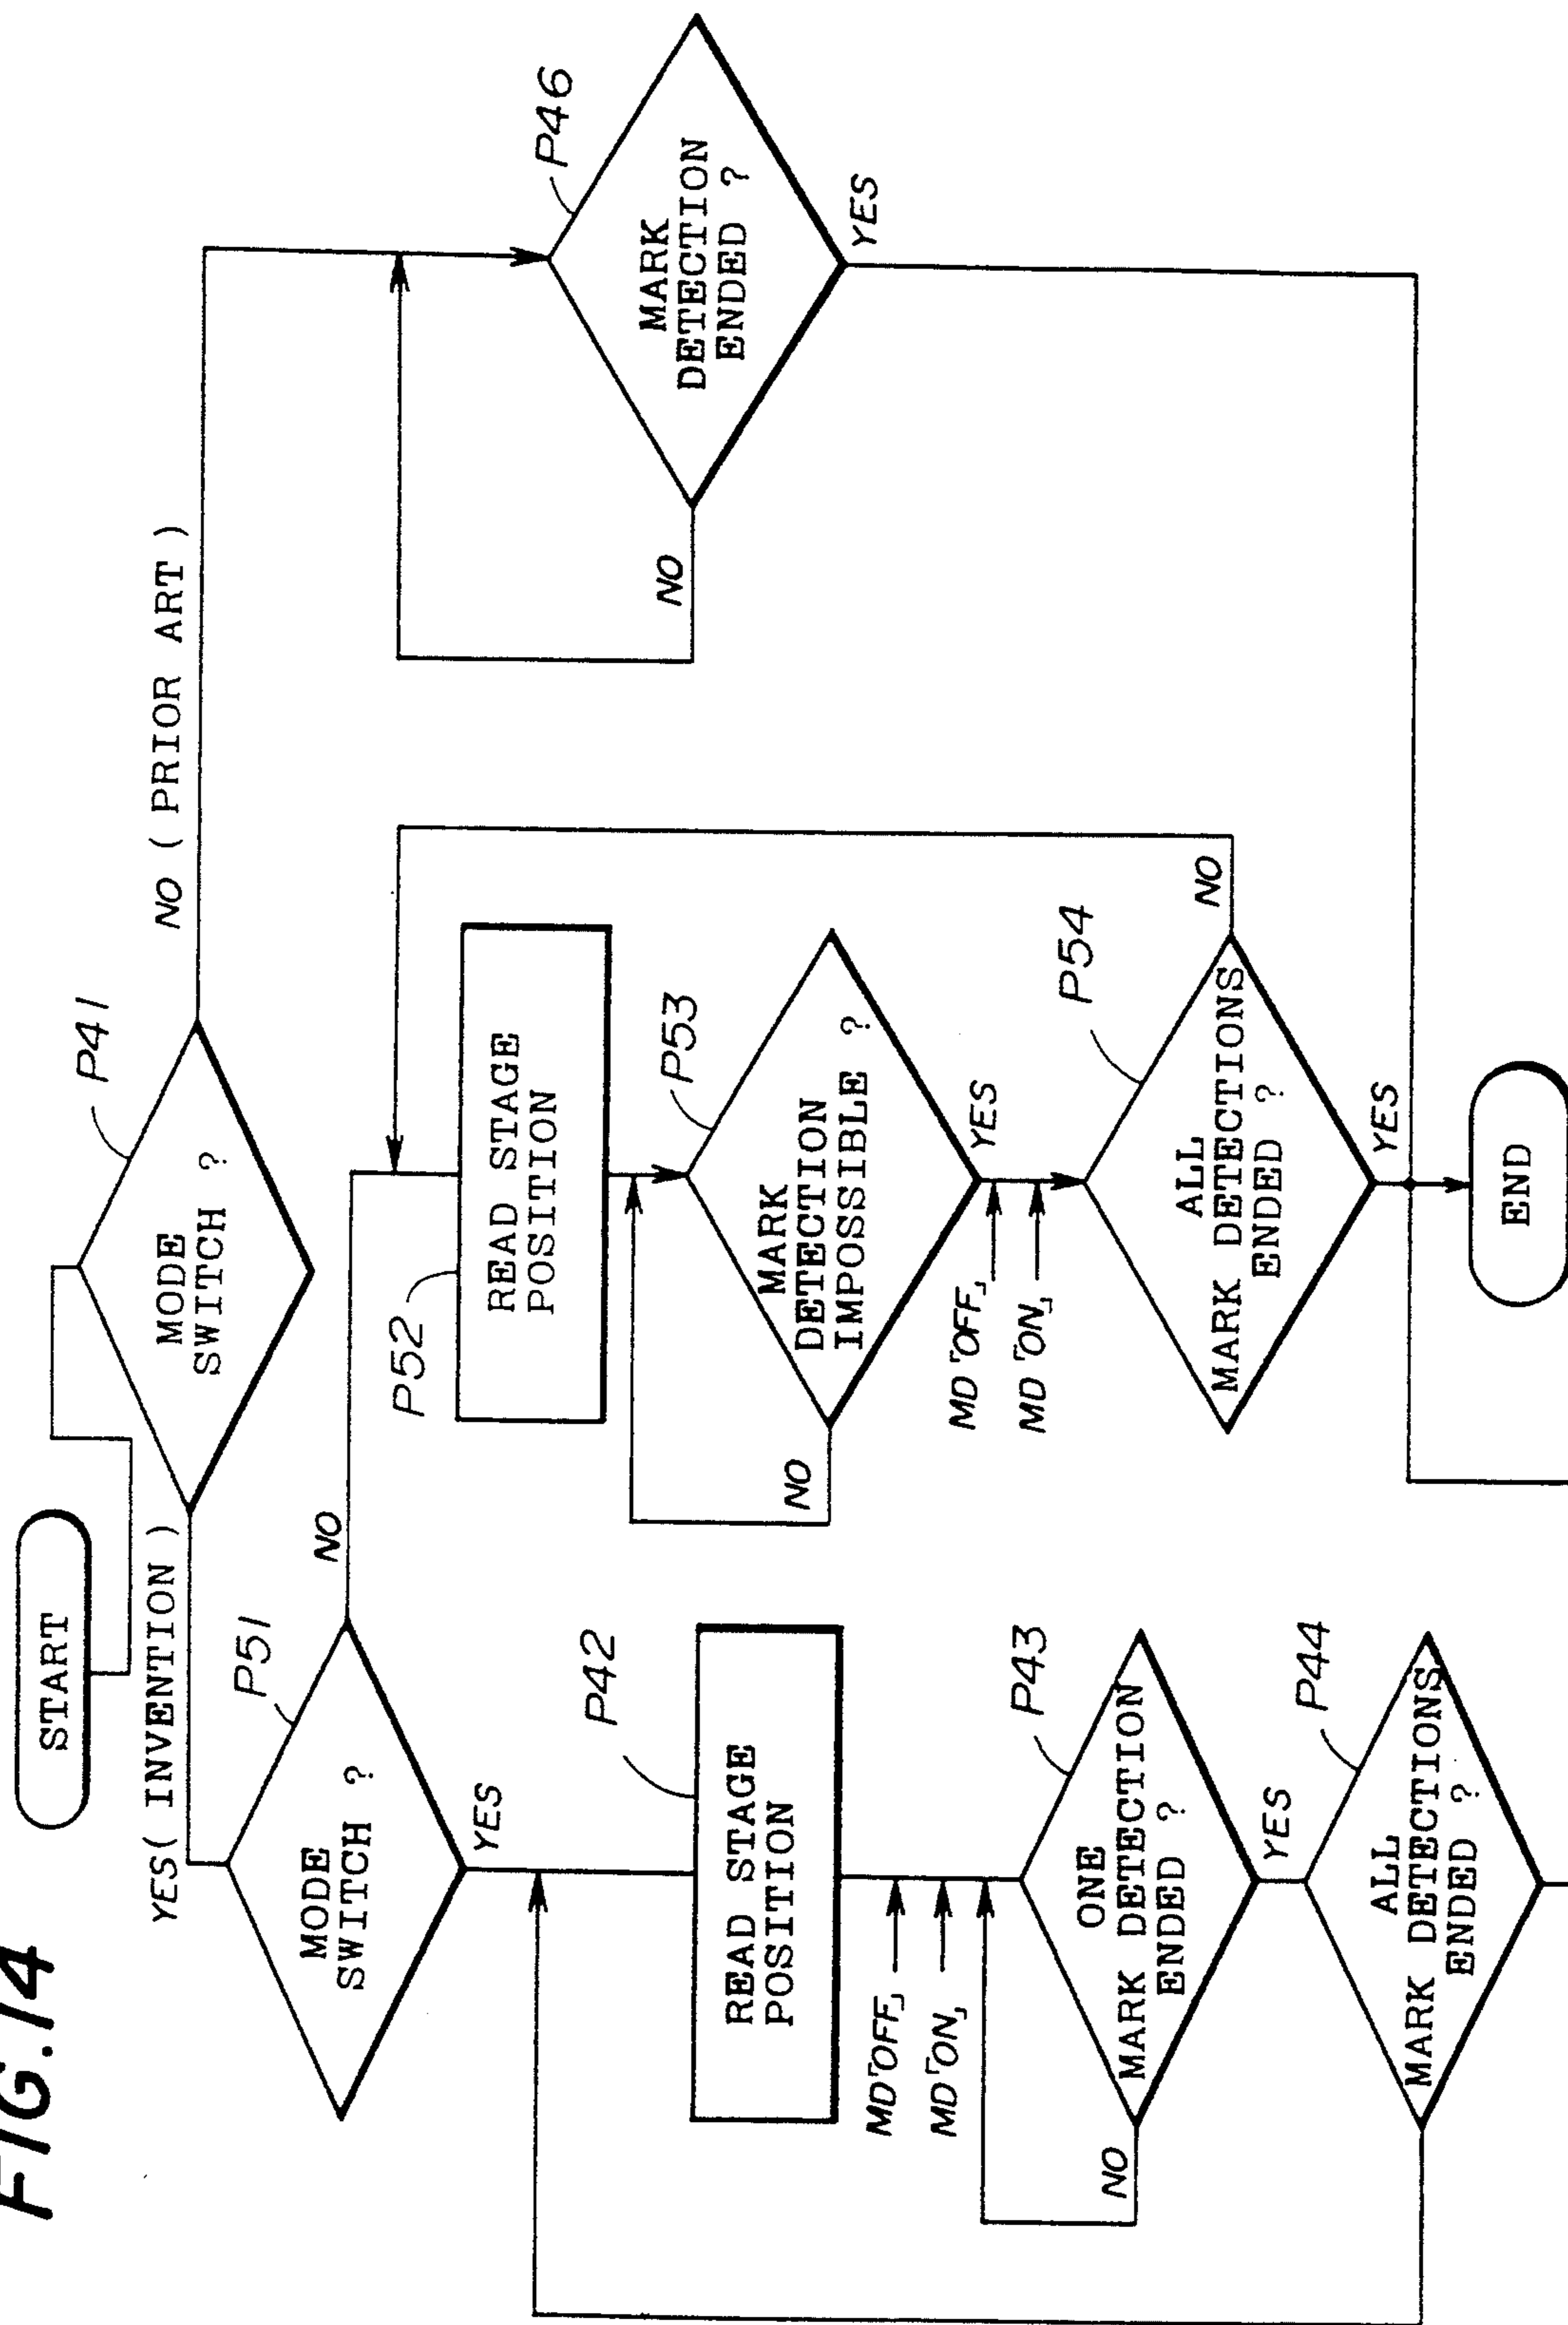 FIG.14
START
P41
MODE
SWITCH ?
YES( INVENTION )
NO ( PRIOR ART )
P51
MODE
SWITCH ?
NO
YES
P42
READ STAGE
POSITION
MD「OFF」
MD「ON」
P43
ONE
MARK DETECTION
ENDED ?
NO
YES
P44
ALL
MARK DETECTIONS
ENDED ?
P52
READ STAGE
POSITION
P53
MARK
DETECTION
IMPOSSIBLE ?
NO
YES
MD「OFF」
MD「ON」
P54
ALL
MARK DETECTIONS
ENDED ?
NO
YES
END
P46
MARK
DETECTION
ENDED ?
NO
YES